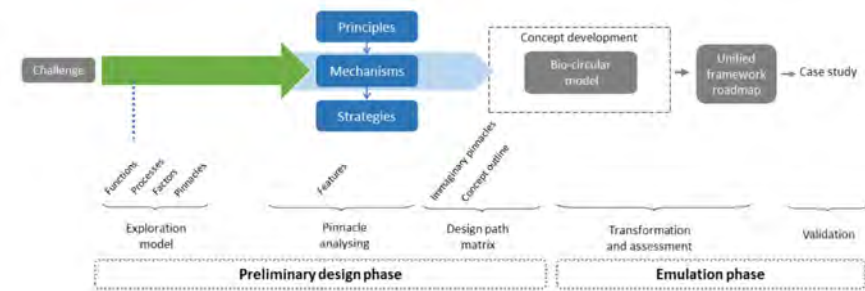 Principles
Concept development
Challenge
Mechanisms
Bio-circular
model
Unified
framework
roadmap
Case study
Strategies
Functions
Processes
Factors
Pinnacles
Features
Immaginary pinnacles
Concept outline
Exploration
model
Pinnacle
analysing
Design path
matrix
Transformation
and assessment
Validation
Preliminary design phase
Emulation phase